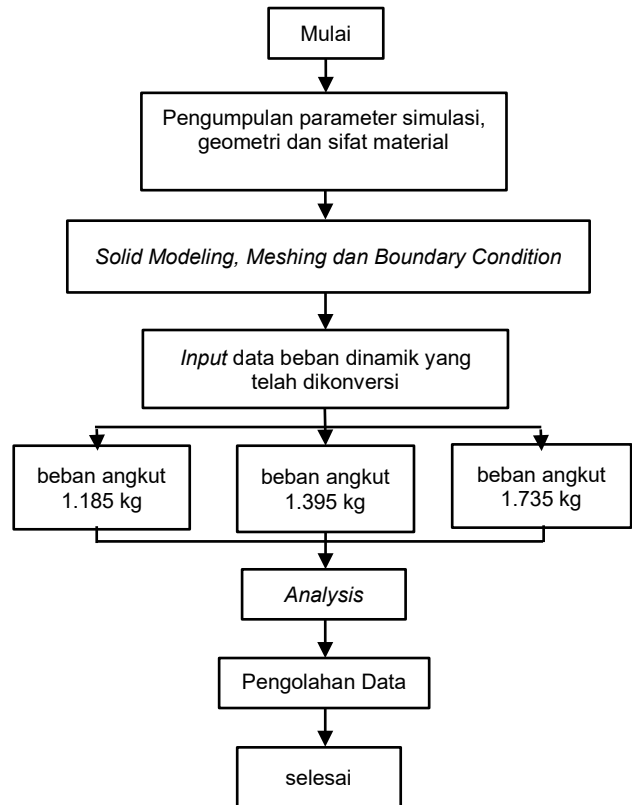 Mulai
Pengumpulan parameter simulasi,
geometri dan sifat material
Solid Modeling, Meshing dan Boundary Condition
Input data beban dinamik yang
telah dikonversi
beban angkut
1.185 kg
beban angkut
1.395 kg
beban angkut
1.735 kg
Analysis
Pengolahan Data
selesai